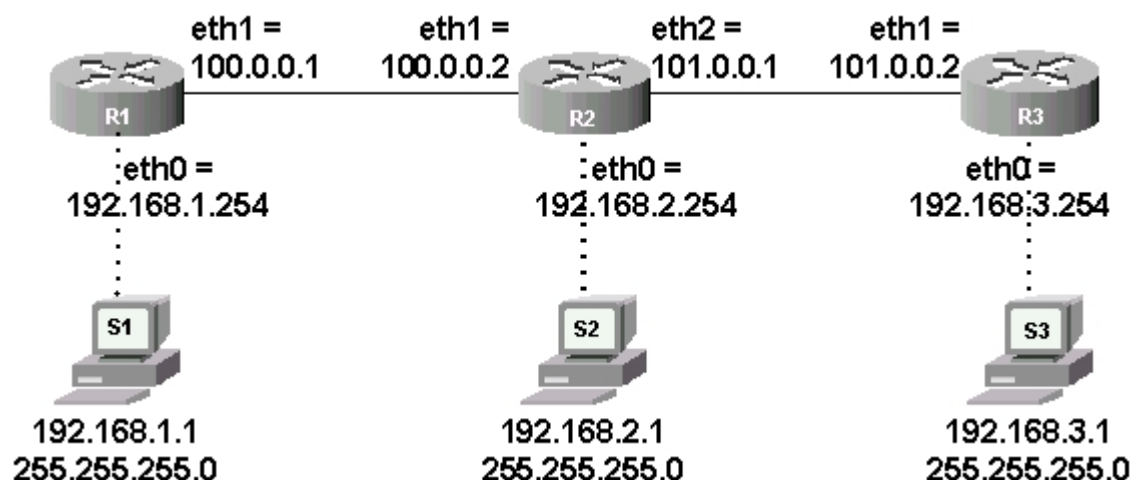 eth1 =
100.0.0.1
eth1 =
100.0.0.2
eth2 =
101.0.0.1
eth1 =
101.0.0.2
R1
R2
R3
eth0 =
192.168.1.254
eth0 =
192.168.2.254
eth0 =
192.168.3.254
S1
S2
S3
192.168.1.1
255.255.255.0
192.168.2.1
255.255.255.0
192.168.3.1
255.255.255.0